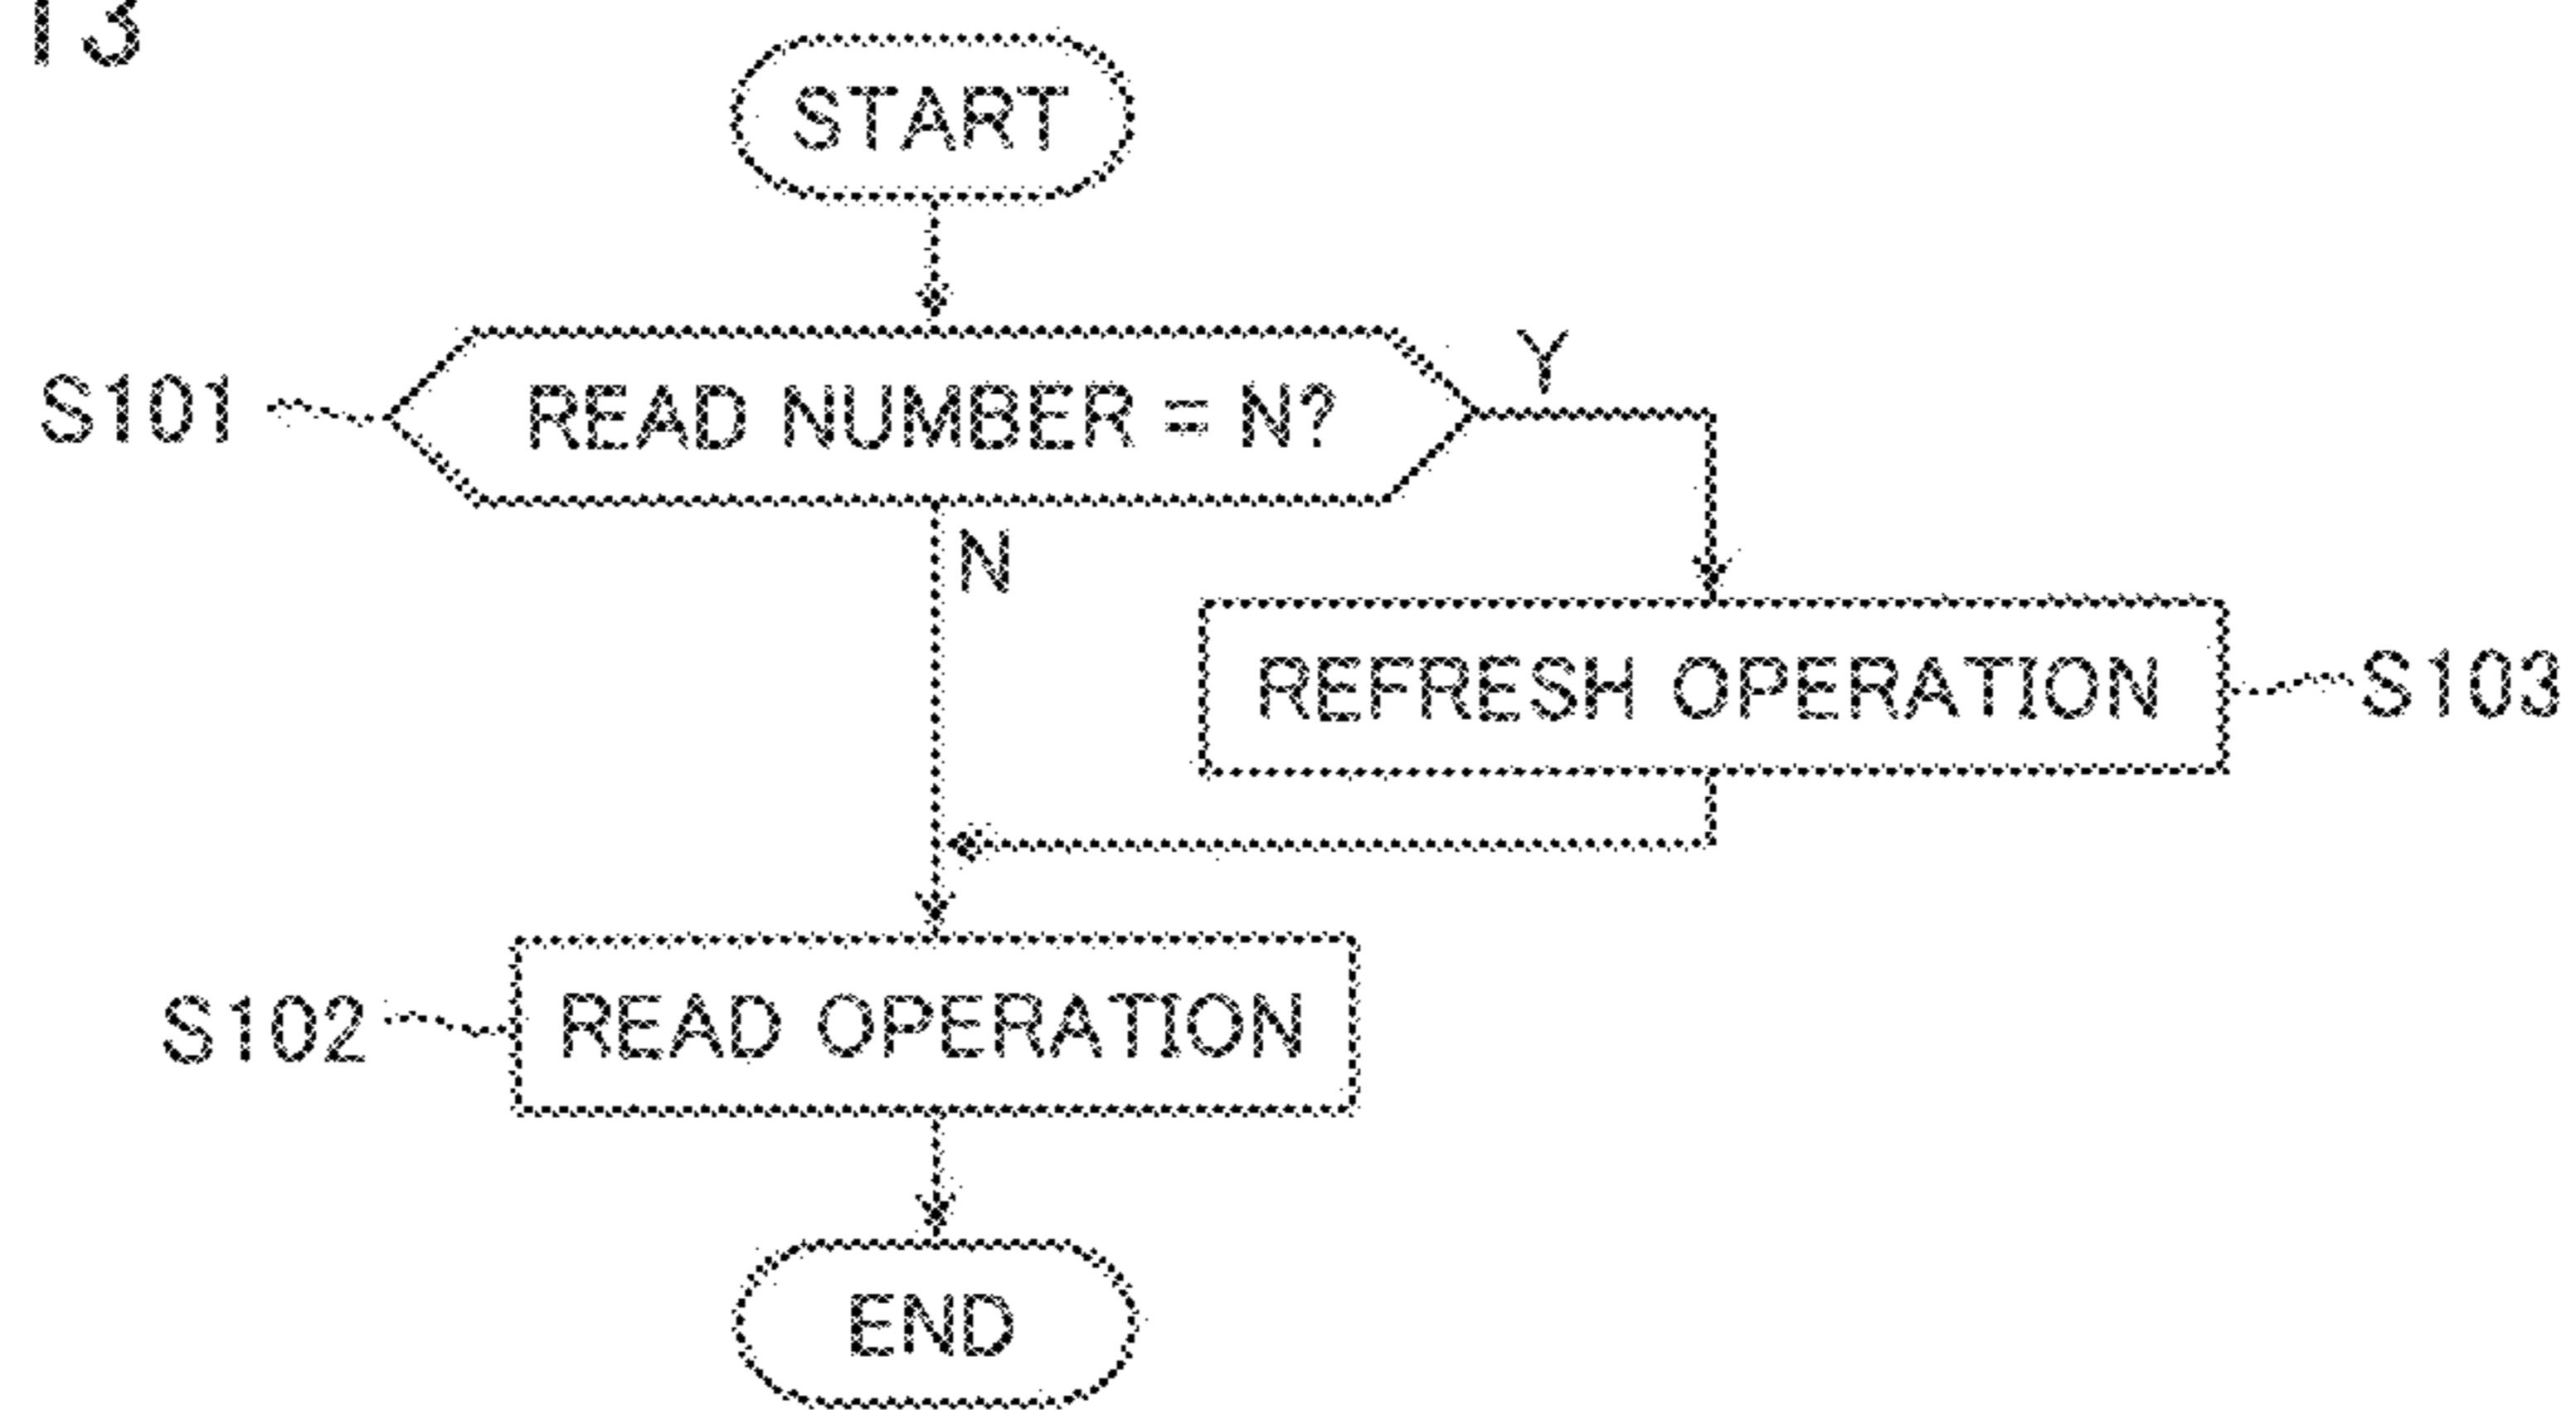 13
START
S101
READ NUMBER = N?
Y
N
REFRESH OPERATION
S103
S102
READ OPERATION
END